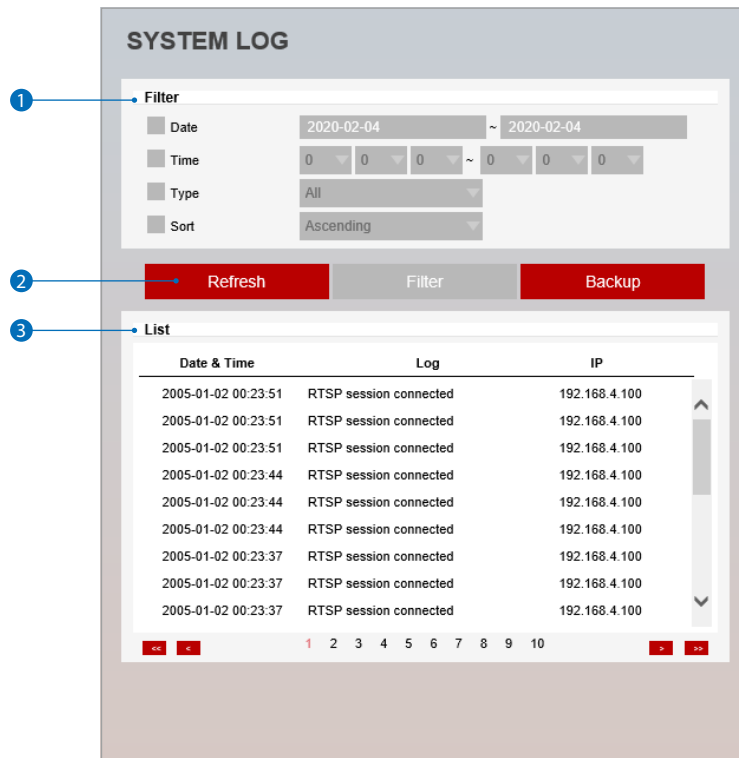 SYSTEM LOG
1 Filter
Date 2020-02-04 ~ 2020-02-04
Time 0 0 0 ~ 0 0 0
Type All
Sort Ascending
2 Refresh Filter Backup
3 List
Date & Time Log IP
2005-01-02 00:23:51 RTSP session connected 192.168.4.100
2005-01-02 00:23:51 RTSP session connected 192.168.4.100
2005-01-02 00:23:51 RTSP session connected 192.168.4.100
2005-01-02 00:23:44 RTSP session connected 192.168.4.100
2005-01-02 00:23:44 RTSP session connected 192.168.4.100
2005-01-02 00:23:44 RTSP session connected 192.168.4.100
2005-01-02 00:23:37 RTSP session connected 192.168.4.100
2005-01-02 00:23:37 RTSP session connected 192.168.4.100
2005-01-02 00:23:37 RTSP session connected 192.168.4.100
<< < 1 2 3 4 5 6 7 8 9 10 > >>